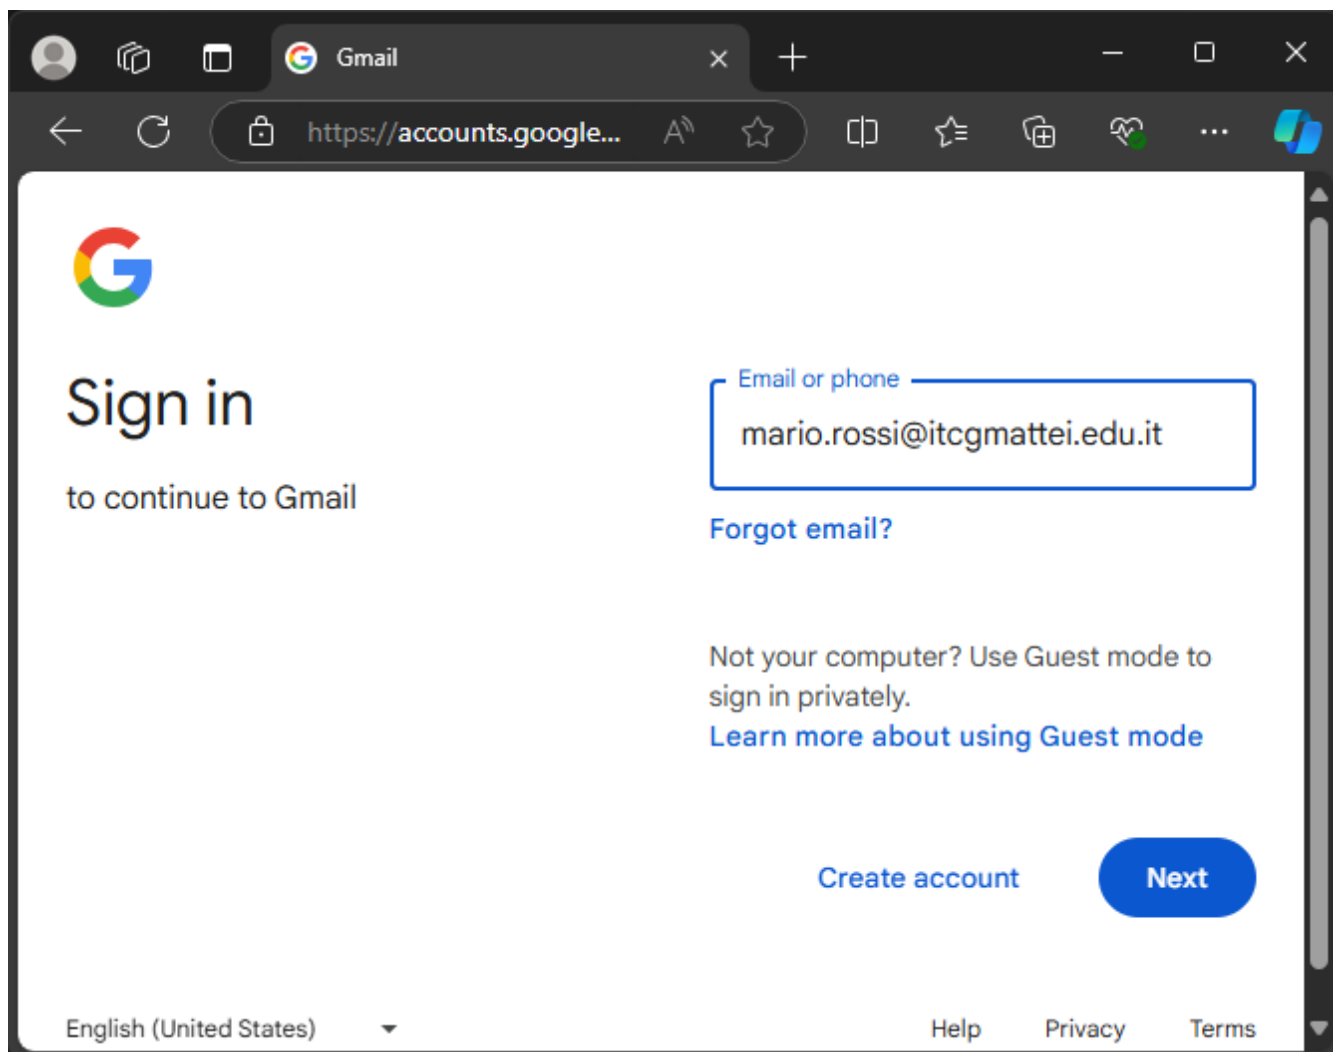 Gmail
https://accounts.google...
Sign in
to continue to Gmail
Email or phone
mario.rossi@itcgmattei.edu.it
Forgot email?
Not your computer? Use Guest mode to
sign in privately.
Learn more about using Guest mode
Create account
Next
English (United States)
Help
Privacy
Terms